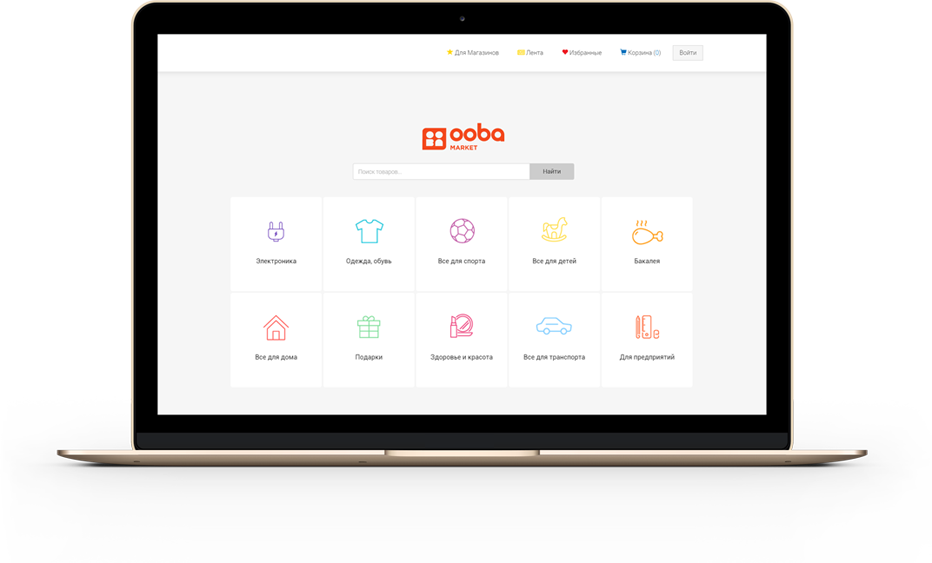 Для Магазинов
Лента
Избранные
Корзина (0)
Войти
ooba
MARKET
Поиск товаров...
Найти
Электроника
Одежда, обувь
Все для спорта
Все для детей
Бакалея
Все для дома
Подарки
Здоровье и красота
Все для транспорта
Для предприятий